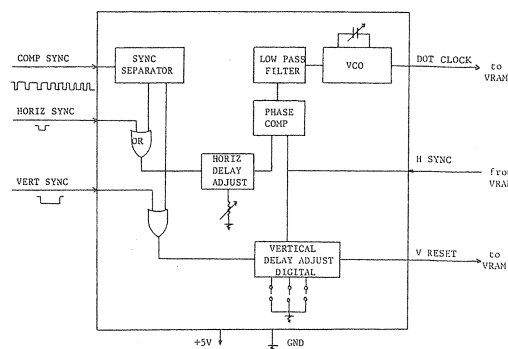 COMP SYNC
SYNC
SEPARATOR
LOW PASS
FILTER
VCO
DOT CLOCK
to
VRAM
HORIZ SYNC
PHASE
COMP
OR
HORIZ
DELAY
ADJUST
H SYNC
from
VRAM
VERT SYNC
VERTICAL
DELAY ADJUST
DIGITAL
V RESET
to
VRAM
+5V
GND